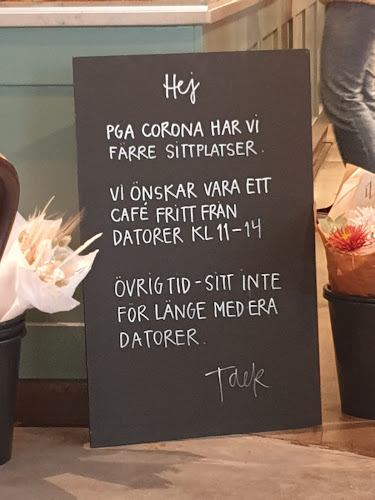 Hej
PGA CORONA HAR VI
FÄRRE SITTPLATSER.
VI ÖNSKAR VARA ETT
CAFÉ FRITT FRÅN
DATORER KL 11-14
ÖVRIG TID - SITT INTE
FÖR LÄNGE MED ERA
DATORER.